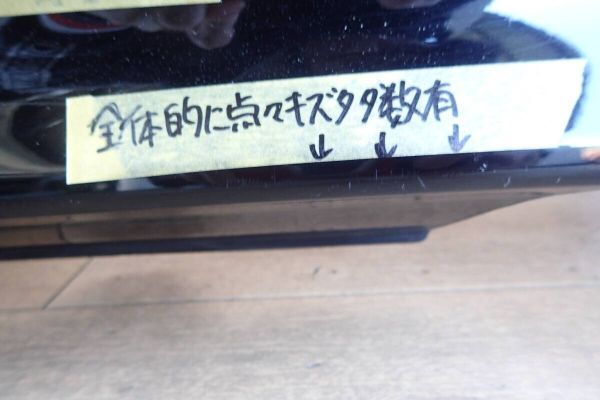 全体的に点々キズ多数有
↓ ↓ ↓